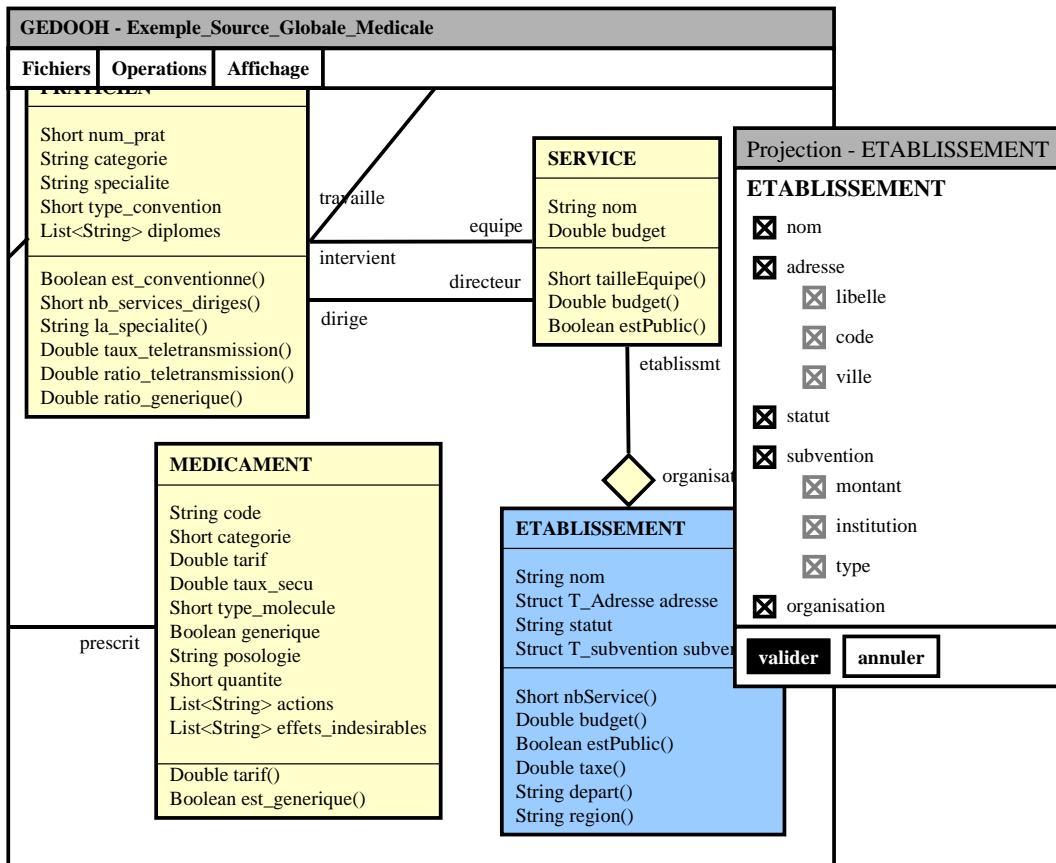 GEDOOH - Exemple_Source_Globale_Medicale
Fichiers Operations Affichage
PRATICIEN
Short num_prat
String categorie
String specialite
Short type_convention
List<String> diplomes
Boolean est_conventionne()
Short nb_services_diriges()
String la_specialite()
Double taux_teletransmission()
Double ratio_teletransmission()
Double ratio_generique()
travaille
equipe
intervient
directeur
dirige
SERVICE
String nom
Double budget
Short tailleEquipe()
Double budget()
Boolean estPublic()
etablissmt
organisat
MEDICAMENT
String code
Short categorie
Double tarif
Double taux_secu
Short type_molecule
Boolean generique
String posologie
Short quantite
List<String> actions
List<String> effets_indesirables
Double tarif()
Boolean est_generique()
prescrit
ETABLISSEMENT
String nom
Struct T_Adresse adresse
String statut
Struct T_subvention subven
Short nbService()
Double budget()
Boolean estPublic()
Double taxe()
String depart()
String region()
Projection - ETABLISSEMENT
ETABLISSEMENT
nom
adresse
libelle
code
ville
statut
subvention
montant
institution
type
organisation
valider annuler